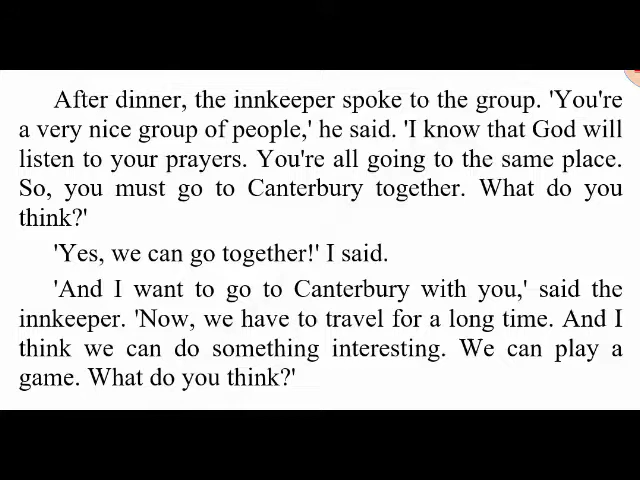 After dinner, the innkeeper spoke to the group. 'You're
a very nice group of people,' he said. 'I know that God will
listen to your prayers. You're all going to the same place.
So, you must go to Canterbury together. What do you
think?'
'Yes, we can go together!' I said.
'And I want to go to Canterbury with you,' said the
innkeeper. 'Now, we have to travel for a long time. And I
think we can do something interesting. We can play a
game. What do you think?'